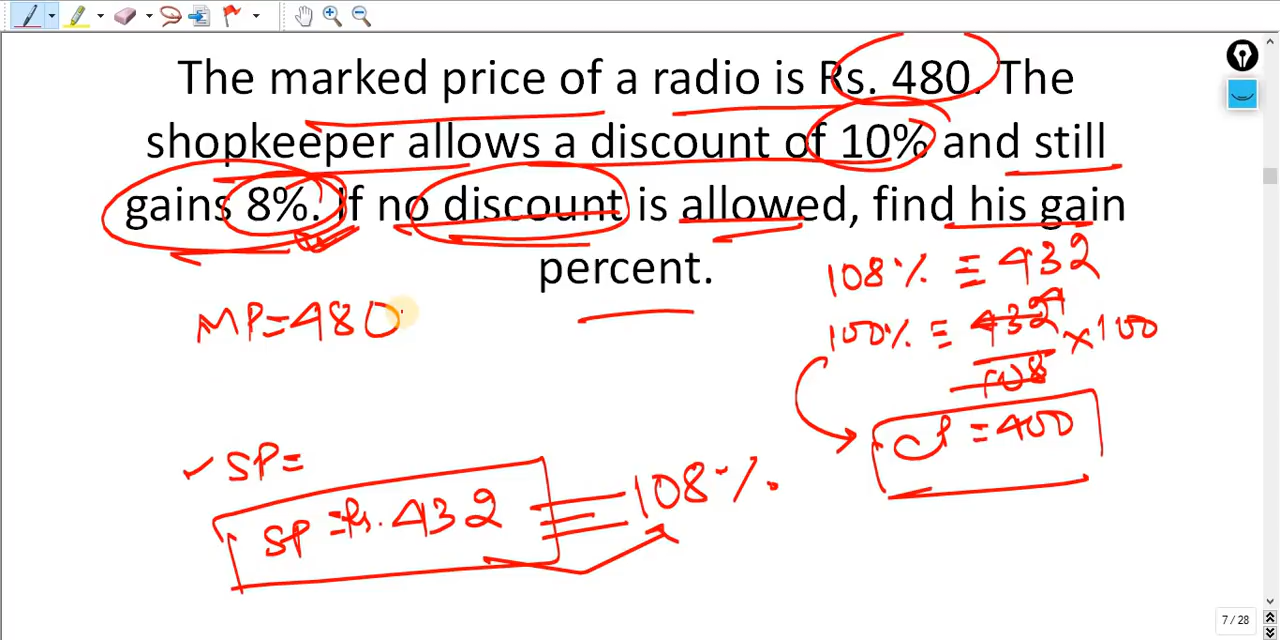 The marked price of a radio is Rs. 480. The
shopkeeper allows a discount of 10% and still
gains 8%. If no discount is allowed, find his gain
percent.
108% ≡ 432
MP=480
100% ≡ 432/108 × 100
4
CP = 400
✓ SP=
SP = Rs. 432 ≡ 108%
7 / 28